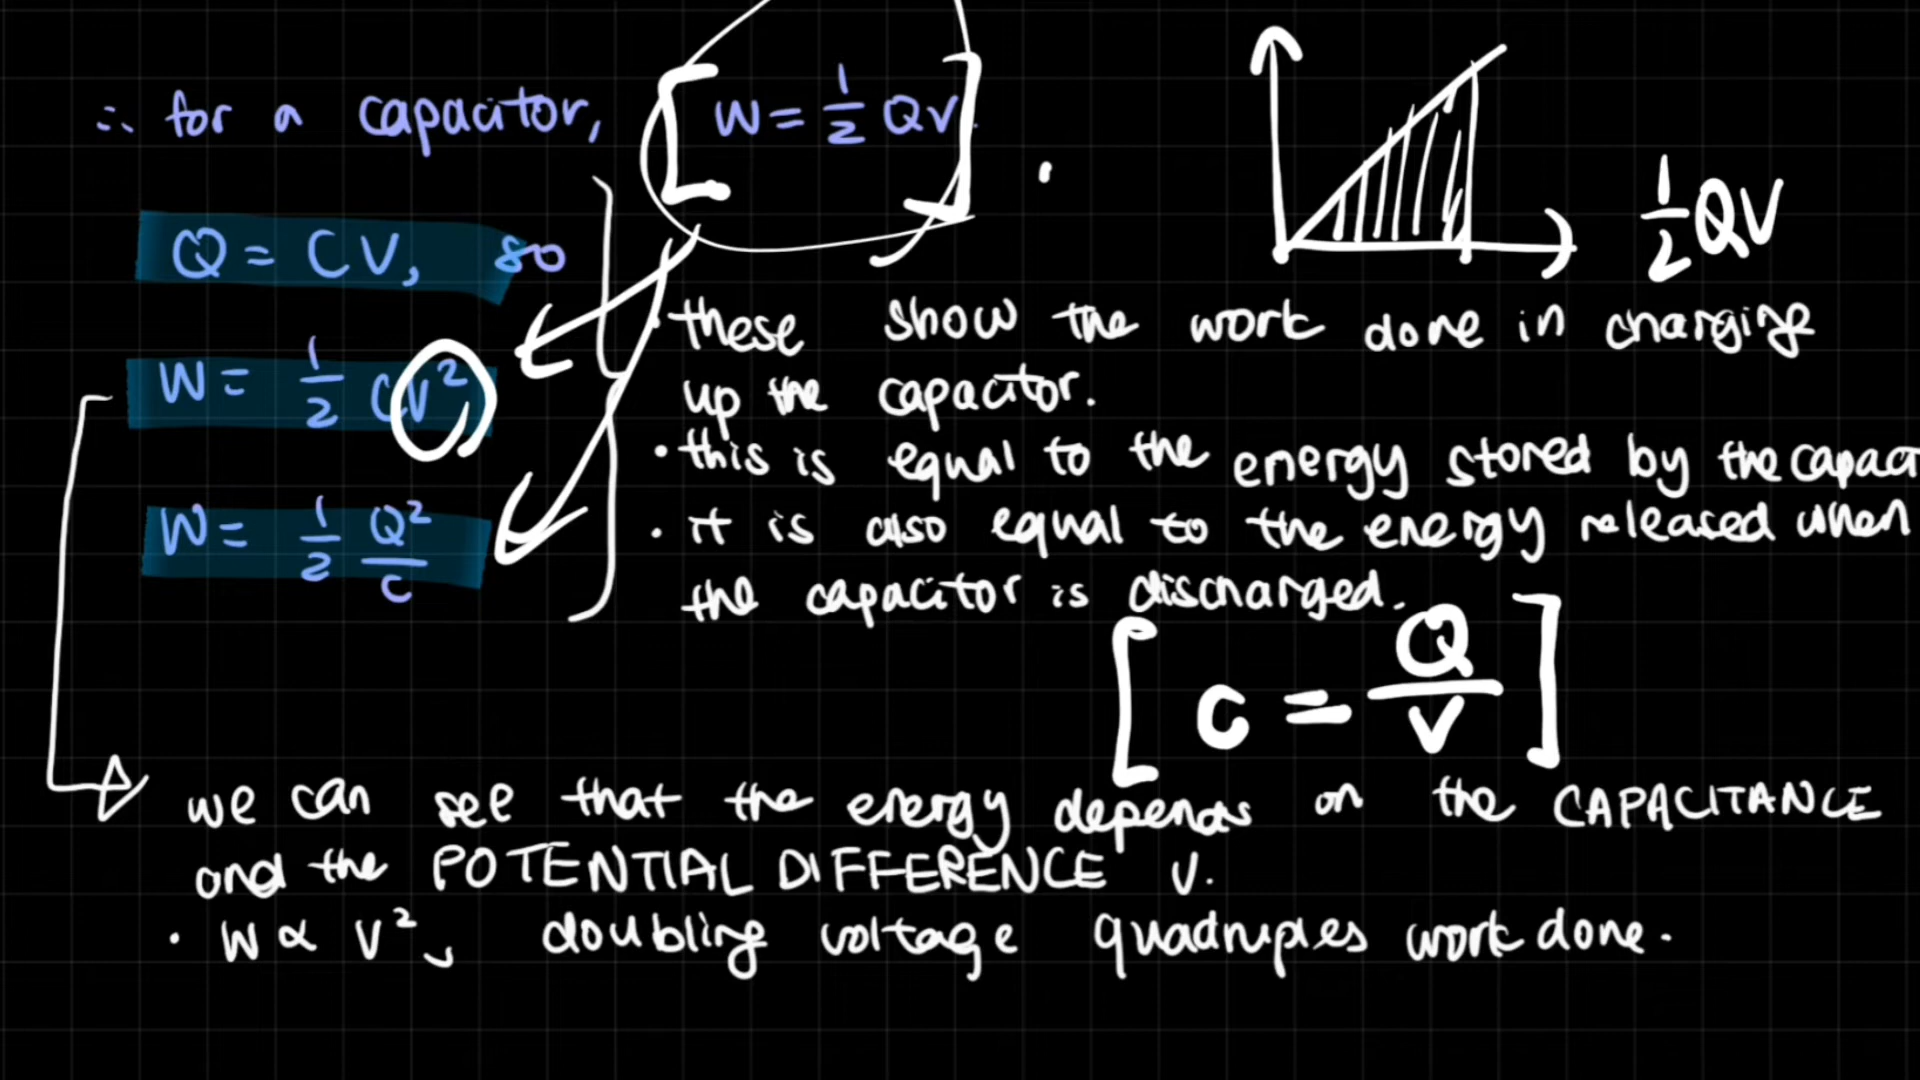 ∴ for a capacitor, [W = 1/2 QV.]
Q = CV, so
W = 1/2 CV²,
W = 1/2 Q²/C
1/2 QV
· these show the work done in charging
up the capacitor.
· this is equal to the energy stored by the capac
· it is also equal to the energy released when
the capacitor is discharged.
[C = Q/V]
we can see that the energy depends on the CAPACITANCE
and the POTENTIAL DIFFERENCE V.
· W ∝ V², doubling voltage quadruples work done.